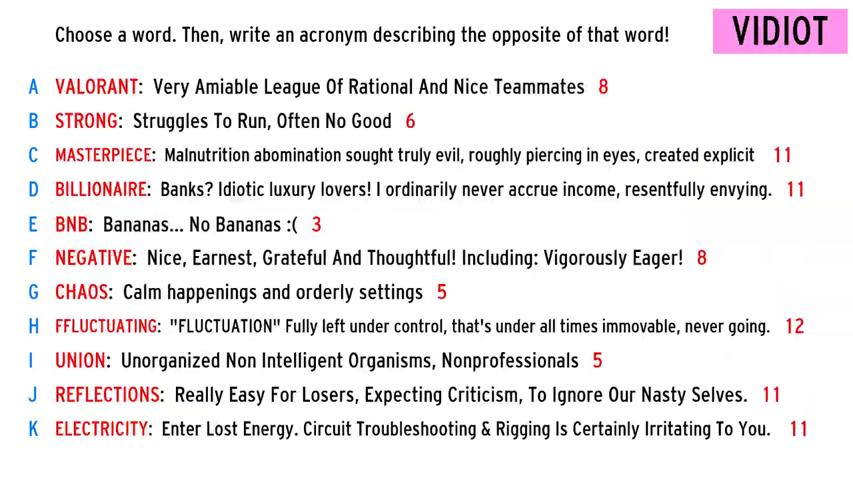 Choose a word. Then, write an acronym describing the opposite of that word!
VIDIOT
A VALORANT: Very Amiable League Of Rational And Nice Teammates 8
B STRONG: Struggles To Run, Often No Good 6
C MASTERPIECE: Malnutrition abomination sought truly evil, roughly piercing in eyes, created explicit 11
D BILLIONAIRE: Banks? Idiotic luxury lovers! I ordinarily never accrue income, resentfully envying. 11
E BNB: Bananas... No Bananas :( 3
F NEGATIVE: Nice, Earnest, Grateful And Thoughtful! Including: Vigorously Eager! 8
G CHAOS: Calm happenings and orderly settings 5
H FFLUCTUATING: "FLUCTUATION" Fully left under control, that's under all times immovable, never going. 12
I UNION: Unorganized Non Intelligent Organisms, Nonprofessionals 5
J REFLECTIONS: Really Easy For Losers, Expecting Criticism, To Ignore Our Nasty Selves. 11
K ELECTRICITY: Enter Lost Energy. Circuit Troubleshooting & Rigging Is Certainly Irritating To You. 11